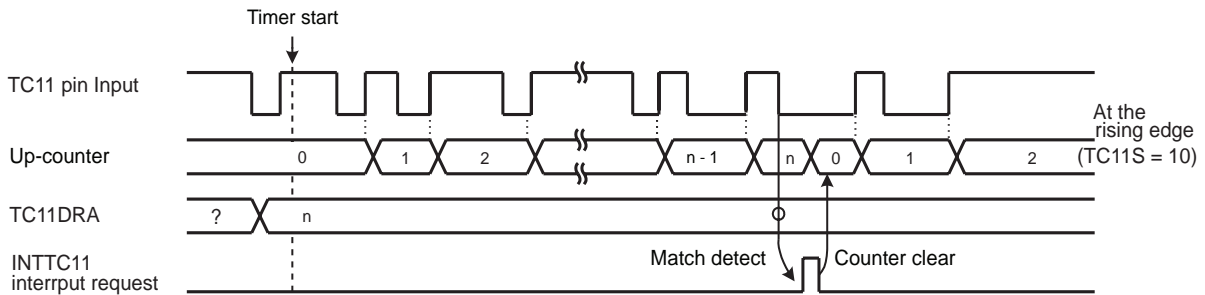 Timer start
TC11 pin Input
At the
rising edge
(TC11S = 10)
Up-counter
0
1
2
n - 1
n
0
1
2
TC11DRA
?
n
Match detect
Counter clear
INTTC11
interrput request